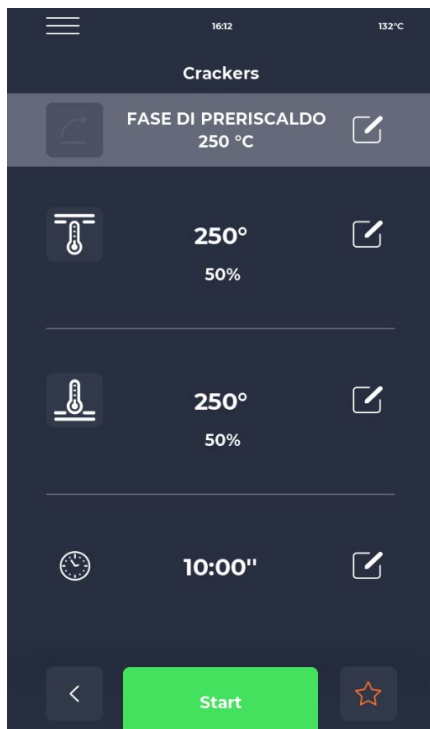 16:12
132°C
Crackers
FASE DI PRERISCALDO
250 °C
250°
50%
250°
50%
10:00''
Start